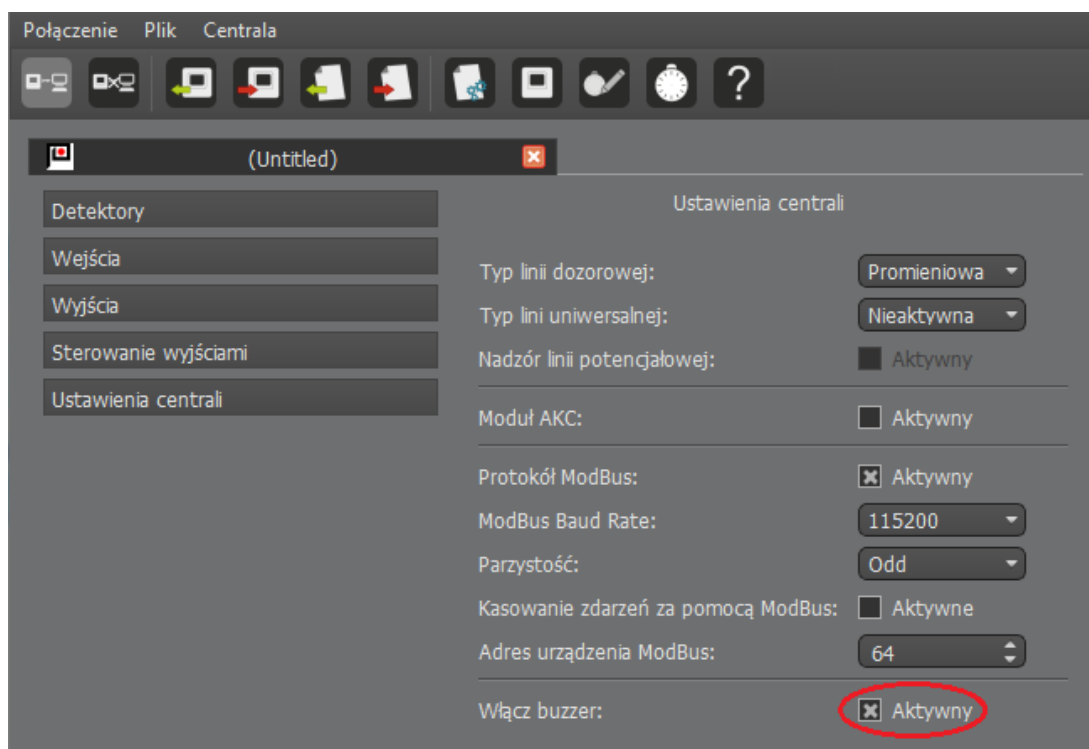 Połączenie Plik Centrala
?
(Untitled)
Detektory
Wejścia
Wyjścia
Sterowanie wyjściami
Ustawienia centrali
Ustawienia centrali
Typ linii dozorowej: Promieniowa
Typ lini uniwersalnej: Nieaktywna
Nadzór linii potencjałowej: Aktywny
Moduł AKC: Aktywny
Protokół ModBus: Aktywny
ModBus Baud Rate: 115200
Parzystość: Odd
Kasowanie zdarzeń za pomocą ModBus: Aktywne
Adres urządzenia ModBus: 64
Włącz buzzer: Aktywny